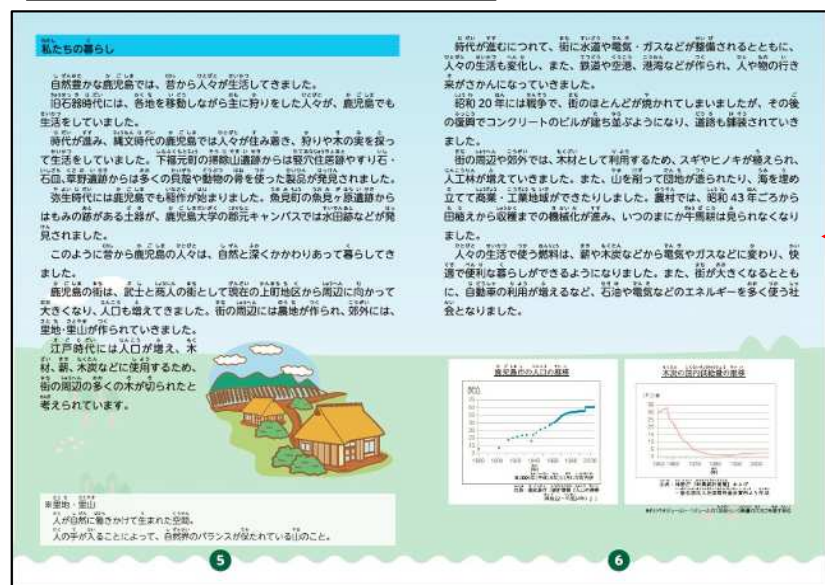 私たちの暮らし
自然豊かな鹿児島では、昔から人々が生活してきました。
旧石器時代には、各地を移動しながら主に狩りをした人々が、鹿児島でも
生活をしていました。
時代が進み、縄文時代の鹿児島では人々が住み着き、狩りや木の実を採っ
て生活をしていました。下福元町の掃除山遺跡からは竪穴住居跡やすり石・
石皿、草野遺跡からは多くの貝殻や動物の骨を使った製品が発見されました。
弥生時代には鹿児島でも稲作が始まりました。魚見町の魚見ヶ原遺跡から
はもみの跡がある土器が、鹿児島大学の郡元キャンパスでは水田跡などが発
見されました。
このように昔から鹿児島の人々は、自然と深くかかわりあって暮らしてき
ました。
鹿児島の街は、武士と商人の街として現在の上町地区から周辺に向かって
大きくなり、人口も増えてきました。街の周辺には農地が作られ、郊外には、
里地・里山が作られていきました。
江戸時代には人口が増え、木
材、薪、木炭などに使用するため、
街の周辺の多くの木が切られたと
考えられています。
※里地・里山
人が自然に働きかけて生まれた空間。
人の手が入ることによって、自然界のバランスが保たれている山のこと。
5
時代が進むにつれて、街に水道や電気・ガスなどが整備されるとともに、
人々の生活も変化し、また、鉄道や空港、港湾などが作られ、人や物の行き
来がさかんになっていきました。
昭和20年には戦争で、街のほとんどが焼かれてしまいましたが、その後
の復興でコンクリートのビルが建ち並ぶようになり、道路も舗装されていき
ました。
街の周辺や郊外では、木材として利用するため、スギやヒノキが植えられ、
人工林が増えていきました。また、山を削って団地が造られたり、海を埋め
立てて商業・工業地域ができたりしました。農村では、昭和43年ごろから
田植えから収穫までの機械化が進み、いつのまにか牛馬耕は見られなくなり
ました。
人々の生活で使う燃料は、薪や木炭などから電気やガスなどに変わり、快
適で便利な暮らしができるようになりました。また、街が大きくなるととも
に、自動車の利用が増えるなど、石油や電気などのエネルギーを多く使う社
会となりました。
鹿児島市の人口の推移
木炭の国内供給量の推移
6